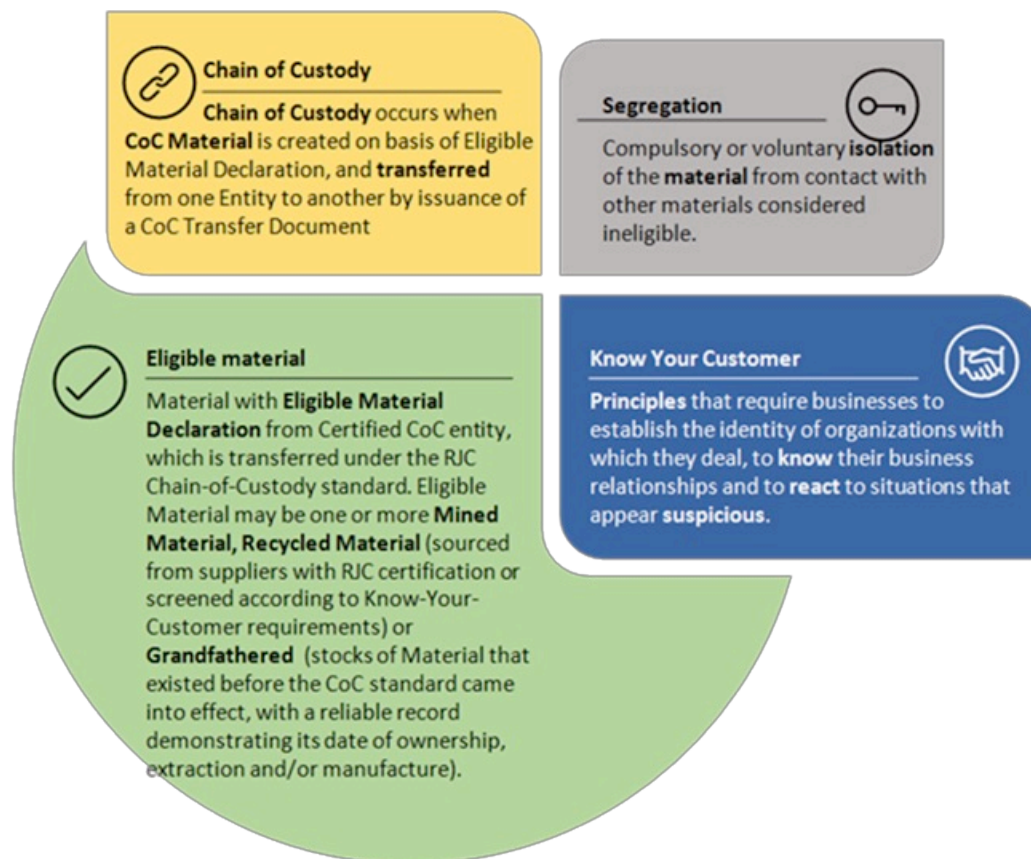 Chain of Custody
Chain of Custody occurs when
CoC Material is created on basis of Eligible
Material Declaration, and transferred
from one Entity to another by issuance of
a CoC Transfer Document
Segregation
Compulsory or voluntary isolation
of the material from contact with
other materials considered
ineligible.
Eligible material
Material with Eligible Material
Declaration from Certified CoC entity,
which is transferred under the RJC
Chain-of-Custody standard. Eligible
Material may be one or more Mined
Material, Recycled Material (sourced
from suppliers with RJC certification or
screened according to Know-Your-
Customer requirements) or
Grandfathered (stocks of Material that
existed before the CoC standard came
into effect, with a reliable record
demonstrating its date of ownership,
extraction and/or manufacture).
Know Your Customer
Principles that require businesses to
establish the identity of organizations with
which they deal, to know their business
relationships and to react to situations that
appear suspicious.